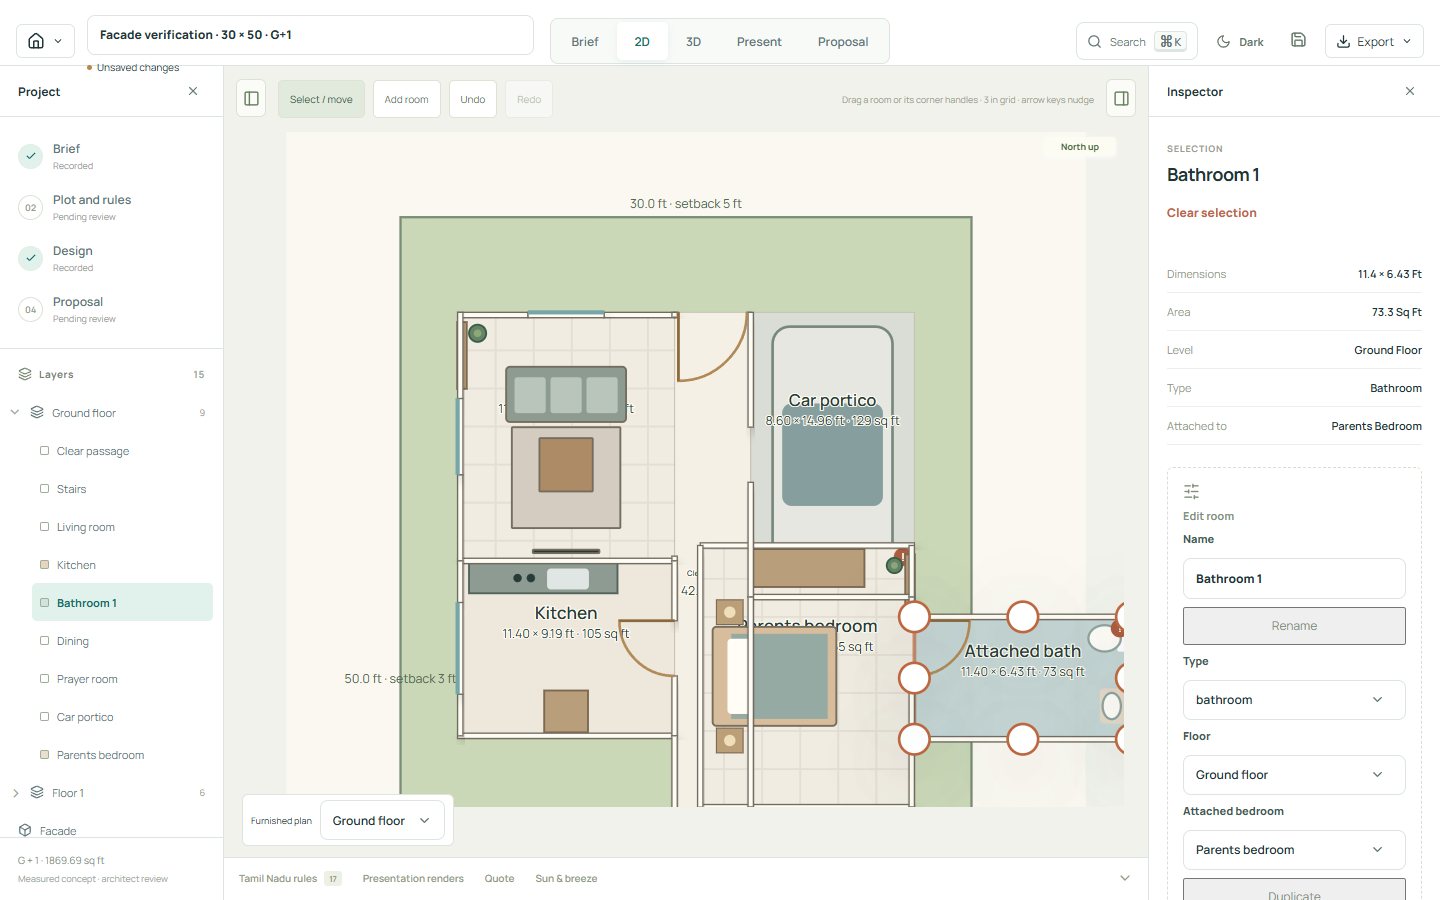 Facade verification · 30 × 50 · G+1
Unsaved changes
Brief
2D
3D
Present
Proposal
Search
⌘K
Dark
Export
Project
Brief
Recorded
02
Plot and rules
Pending review
Design
Recorded
04
Proposal
Pending review
Layers
15
Ground floor
9
Clear passage
Stairs
Living room
Kitchen
Bathroom 1
Dining
Prayer room
Car portico
Parents bedroom
Floor 1
6
Facade
G + 1 · 1869.69 sq ft
Measured concept · architect review
Select / move
Add room
Undo
Redo
Drag a room or its corner handles · 3 in grid · arrow keys nudge
North up
30.0 ft · setback 5 ft
50.0 ft · setback 3 ft
Car portico
8.60 × 14.96 ft · 129 sq ft
Kitchen
11.40 × 9.19 ft · 105 sq ft
Parents bedroom
5 sq ft
Attached bath
11.40 × 6.43 ft · 73 sq ft
Furnished plan
Ground floor
Tamil Nadu rules
17
Presentation renders
Quote
Sun & breeze
Inspector
SELECTION
Bathroom 1
Clear selection
Dimensions
11.4 × 6.43 Ft
Area
73.3 Sq Ft
Level
Ground Floor
Type
Bathroom
Attached to
Parents Bedroom
Edit room
Name
Bathroom 1
Rename
Type
bathroom
Floor
Ground floor
Attached bedroom
Parents bedroom
Duplicate